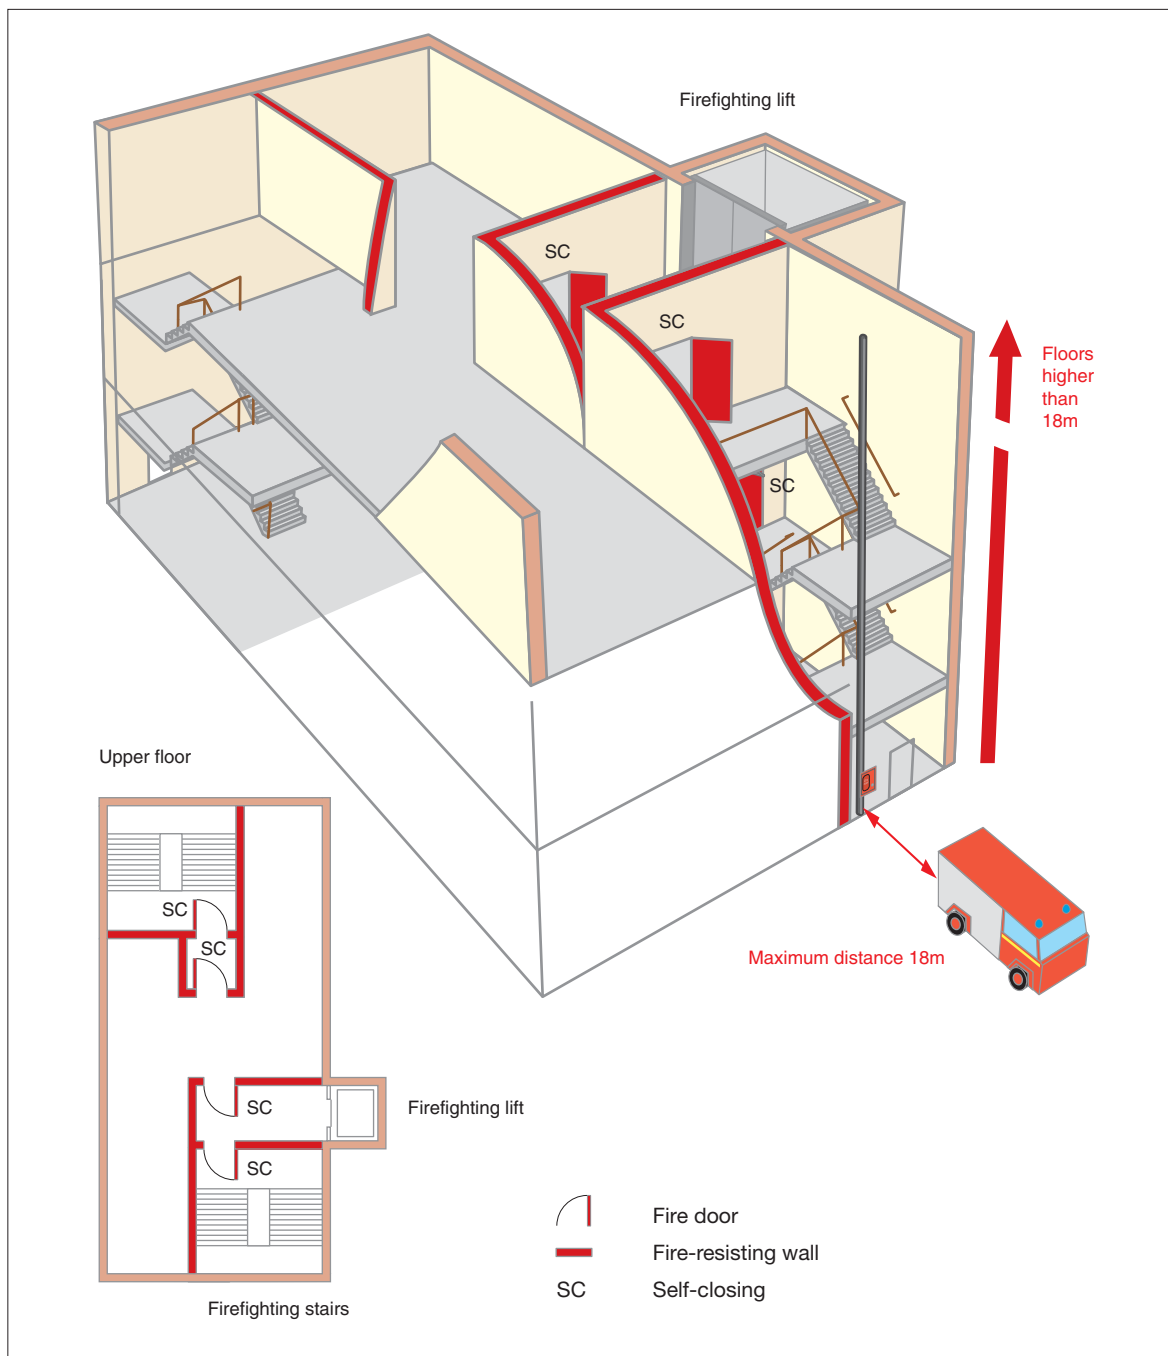 Firefighting lift
SC
SC
SC
Floors
higher
than
18m
Upper floor
SC
SC
Maximum distance 18m
SC
Firefighting lift
SC
Fire door
Fire-resisting wall
SC Self-closing
Firefighting stairs